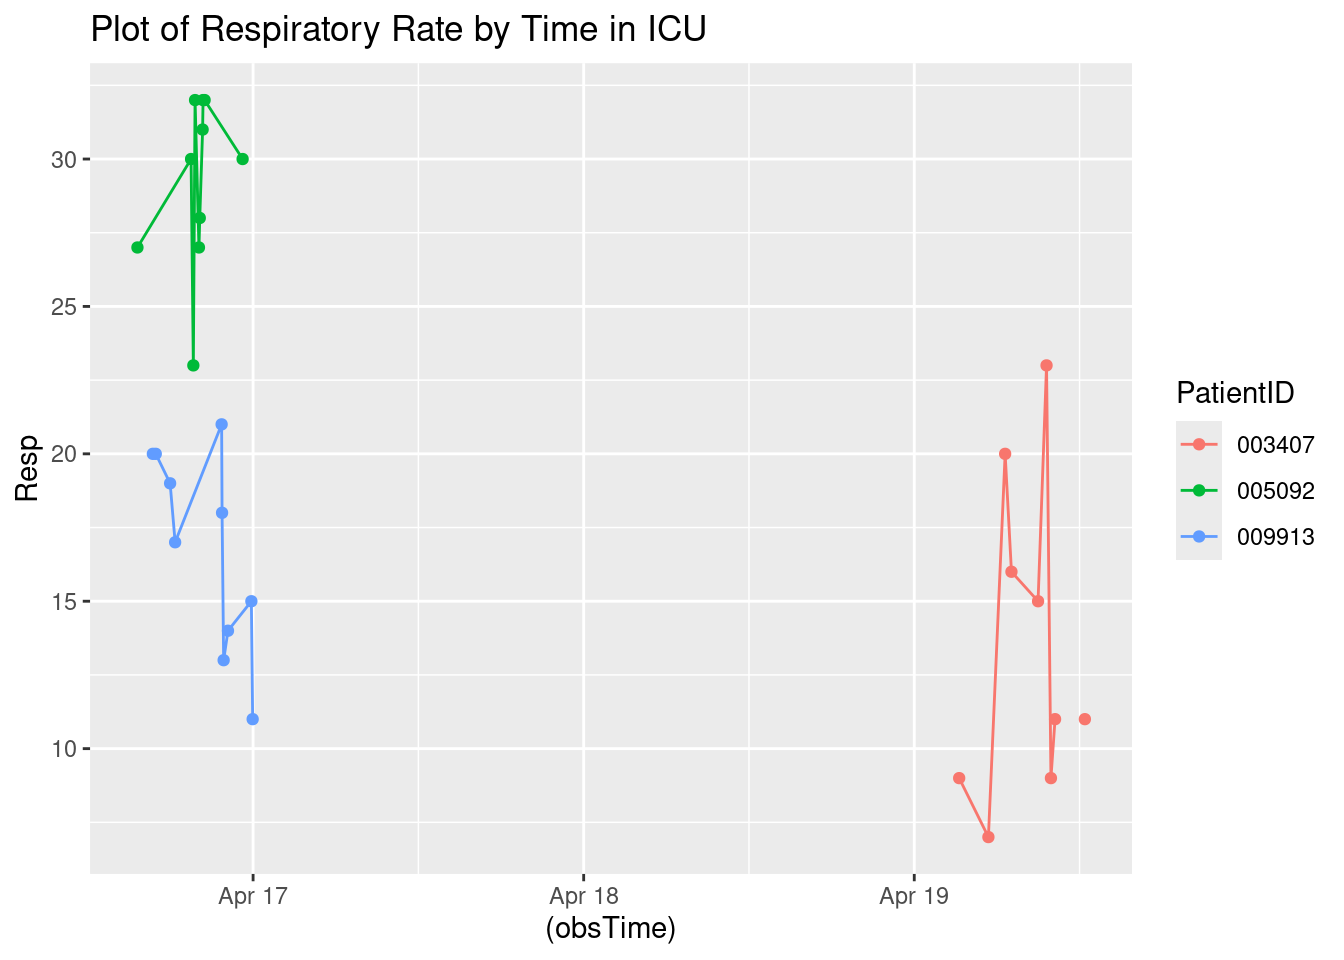 Plot of Respiratory Rate by Time in ICU
Resp
30
25
20
15
10
Apr 17
Apr 18
Apr 19
(obsTime)
PatientID
003407
005092
009913